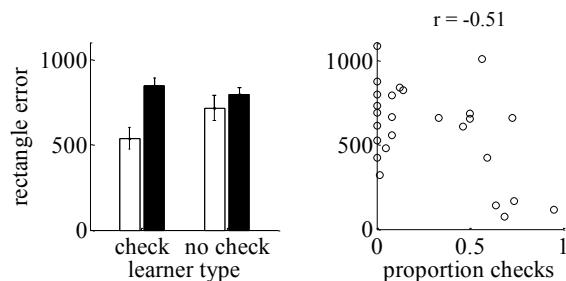 r = -0.51
rectangle error
1000
500
0
check no check
learner type
1000
500
0
0 0.5 1
proportion checks